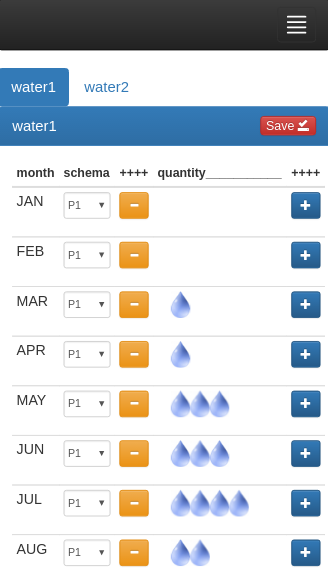 water1 water2
water1 Save
month schema ++++ quantity___________ ++++
JAN P1
FEB P1
MAR P1
APR P1
MAY P1
JUN P1
JUL P1
AUG P1